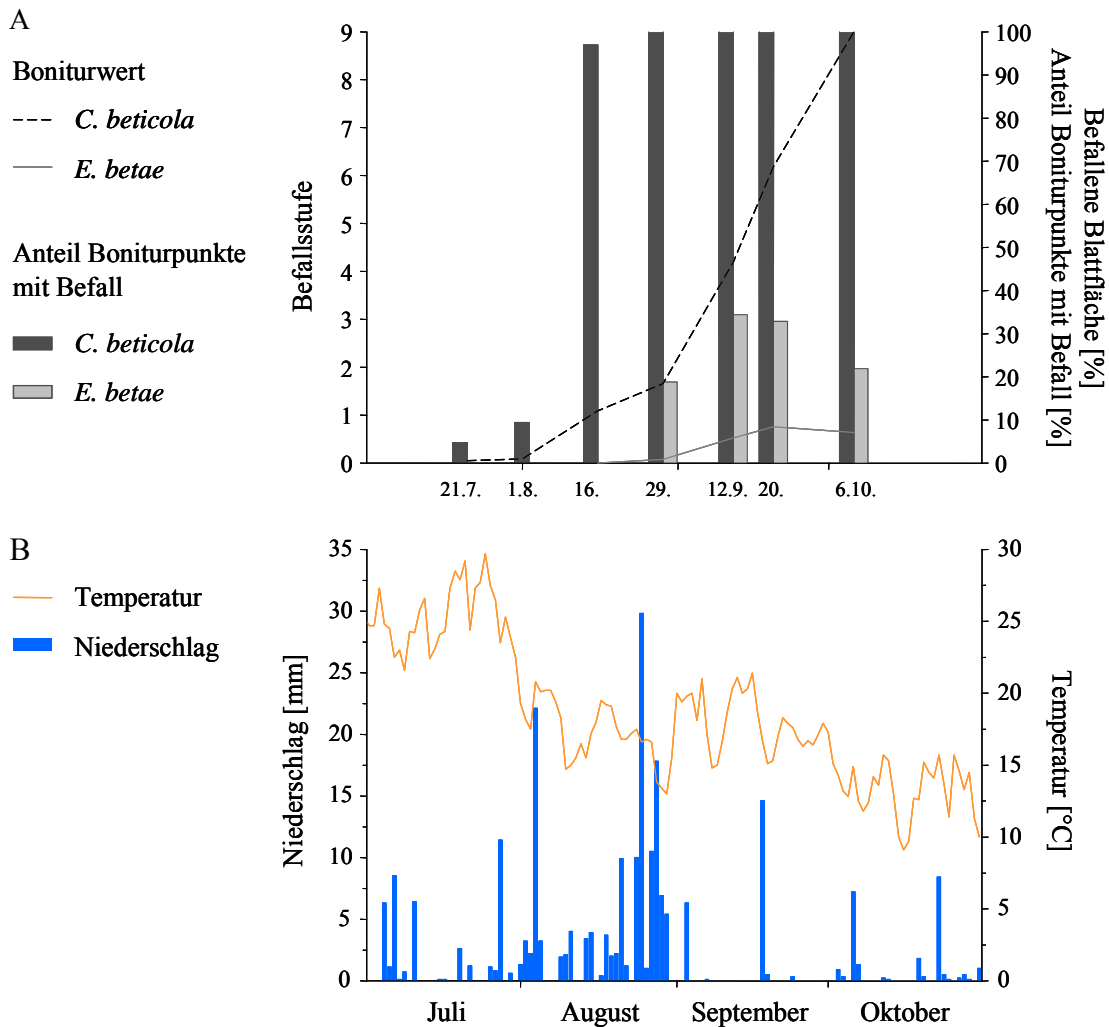 A
Boniturwert
C. beticola
E. betae
Anteil Boniturpunkte
mit Befall
C. beticola
E. betae
Befallsstufe
9
8
7
6
5
4
3
2
1
0
100
90
80
70
60
50
40
30
20
10
0
Befallene Blattfläche [%]
Anteil Boniturpunkte mit Befall [%]
21.7.
1.8.
16.
29.
12.9.
20.
6.10.
B
Temperatur
Niederschlag
Niederschlag [mm]
35
30
25
20
15
10
5
0
30
25
20
15
10
5
0
Temperatur [°C]
Juli
August
September
Oktober